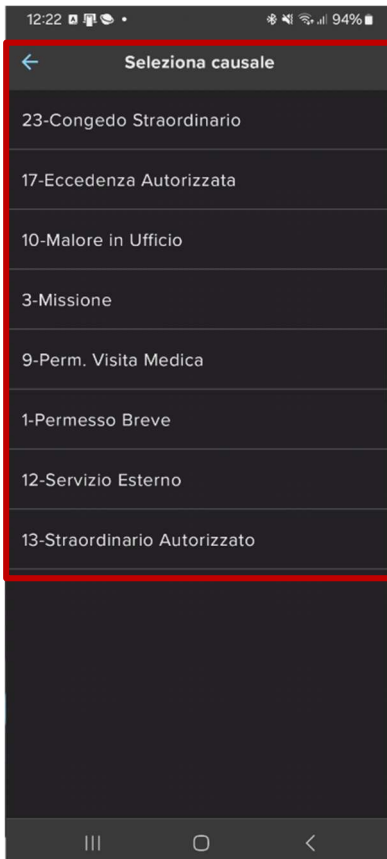 12:22 94%
Seleziona causale
23-Congedo Straordinario
17-Eccedenza Autorizzata
10-Malore in Ufficio
3-Missione
9-Perm. Visita Medica
1-Permesso Breve
12-Servizio Esterno
13-Straordinario Autorizzato